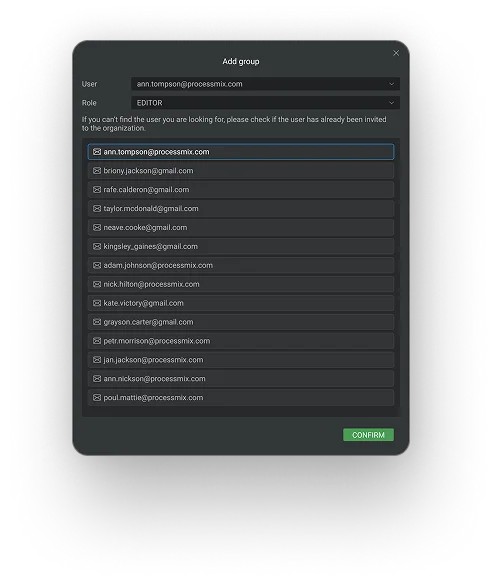 Add group
User
ann.tompson@processmix.com
Role
EDITOR
If you can't find the user you are looking for, please check if the user has already been invited
to the organization.
ann.tompson@processmix.com
briony.jackson@gmail.com
rafe.calderon@gmail.com
taylor.mcdonald@gmail.com
neave.cooke@gmail.com
kingsley_gaines@gmail.com
adam.johnson@processmix.com
nick.hilton@processmix.com
kate.victory@gmail.com
grayson.carter@gmail.com
petr.morrison@processmix.com
jan.jackson@processmix.com
ann.nickson@processmix.com
poul.mattie@processmix.com
CONFIRM